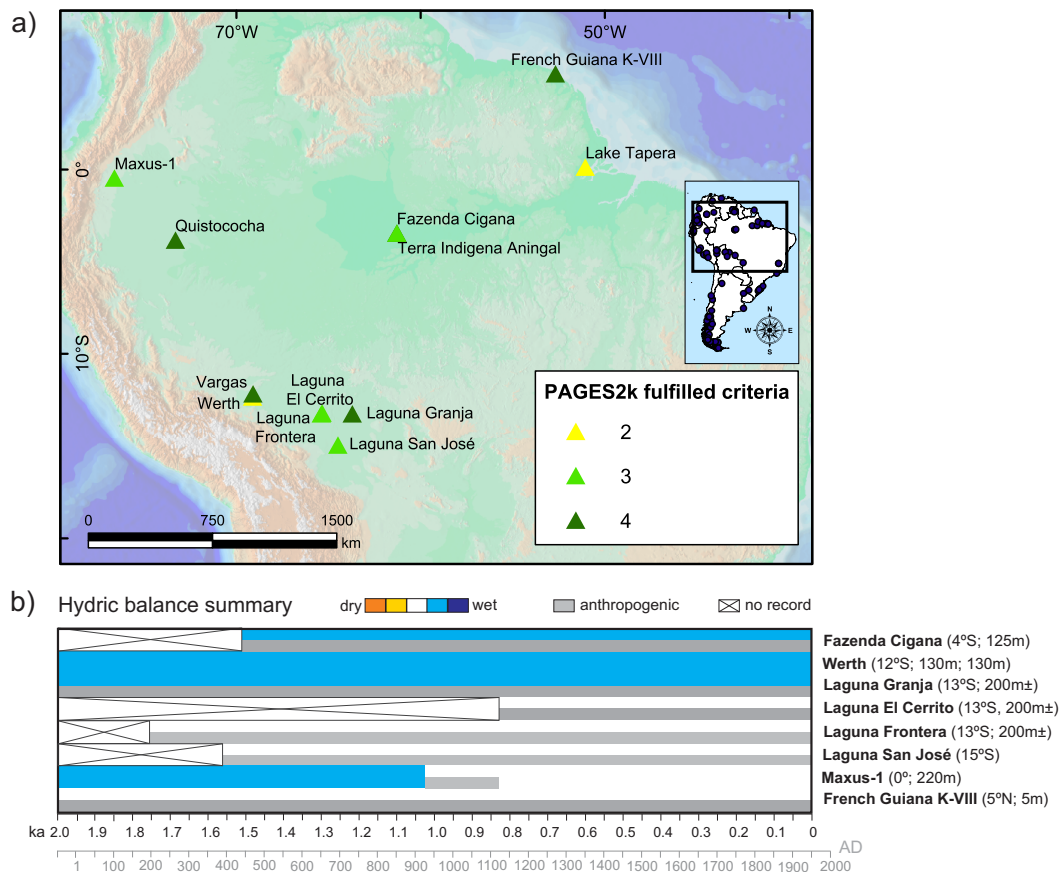 a)
70°W
50°W
French Guiana K-VIII
Lake Tapera
Maxus-1
0°
Quistococha
Fazenda Cigana
Terra Indigena Aningal
N
W
E
S
10°S
Vargas
Werth
Laguna
El Cerrito
Laguna
Frontera
Laguna Granja
Laguna San José
PAGES2k fulfilled criteria
2
3
4
0
750
1500
km
b)
Hydric balance summary
dry
wet
anthropogenic
no record
Fazenda Cigana (4ºS; 125m)
Werth (12ºS; 130m; 130m)
Laguna Granja (13ºS; 200m±)
Laguna El Cerrito (13ºS, 200m±)
Laguna Frontera (13ºS; 200m±)
Laguna San José (15ºS)
Maxus-1 (0º; 220m)
French Guiana K-VIII (5ºN; 5m)
ka
2.0 1.9 1.8 1.7 1.6 1.5 1.4 1.3 1.2 1.1 1.0 0.9 0.8 0.7 0.6 0.5 0.4 0.3 0.2 0.1 0
AD
1 100 200 300 400 500 600 700 800 900 1000 1100 1200 1300 1400 1500 1600 1700 1800 1900 2000